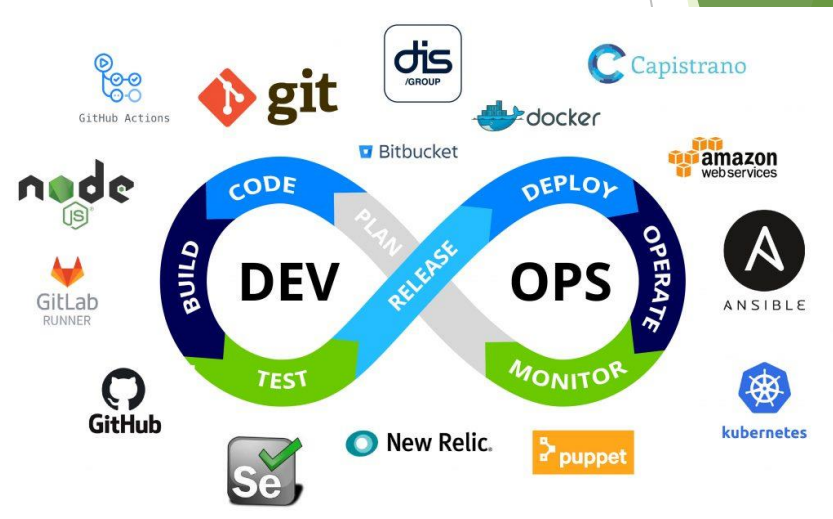 GitHub Actions
git
dis
/GROUP
Capistrano
docker
Bitbucket
amazon
web services
node
JS
CODE
PLAN
DEPLOY
BUILD
DEV
RELEASE
OPS
OPERATE
GitLab
RUNNER
ANSIBLE
TEST
MONITOR
GitHub
kubernetes
Se
New Relic.
puppet